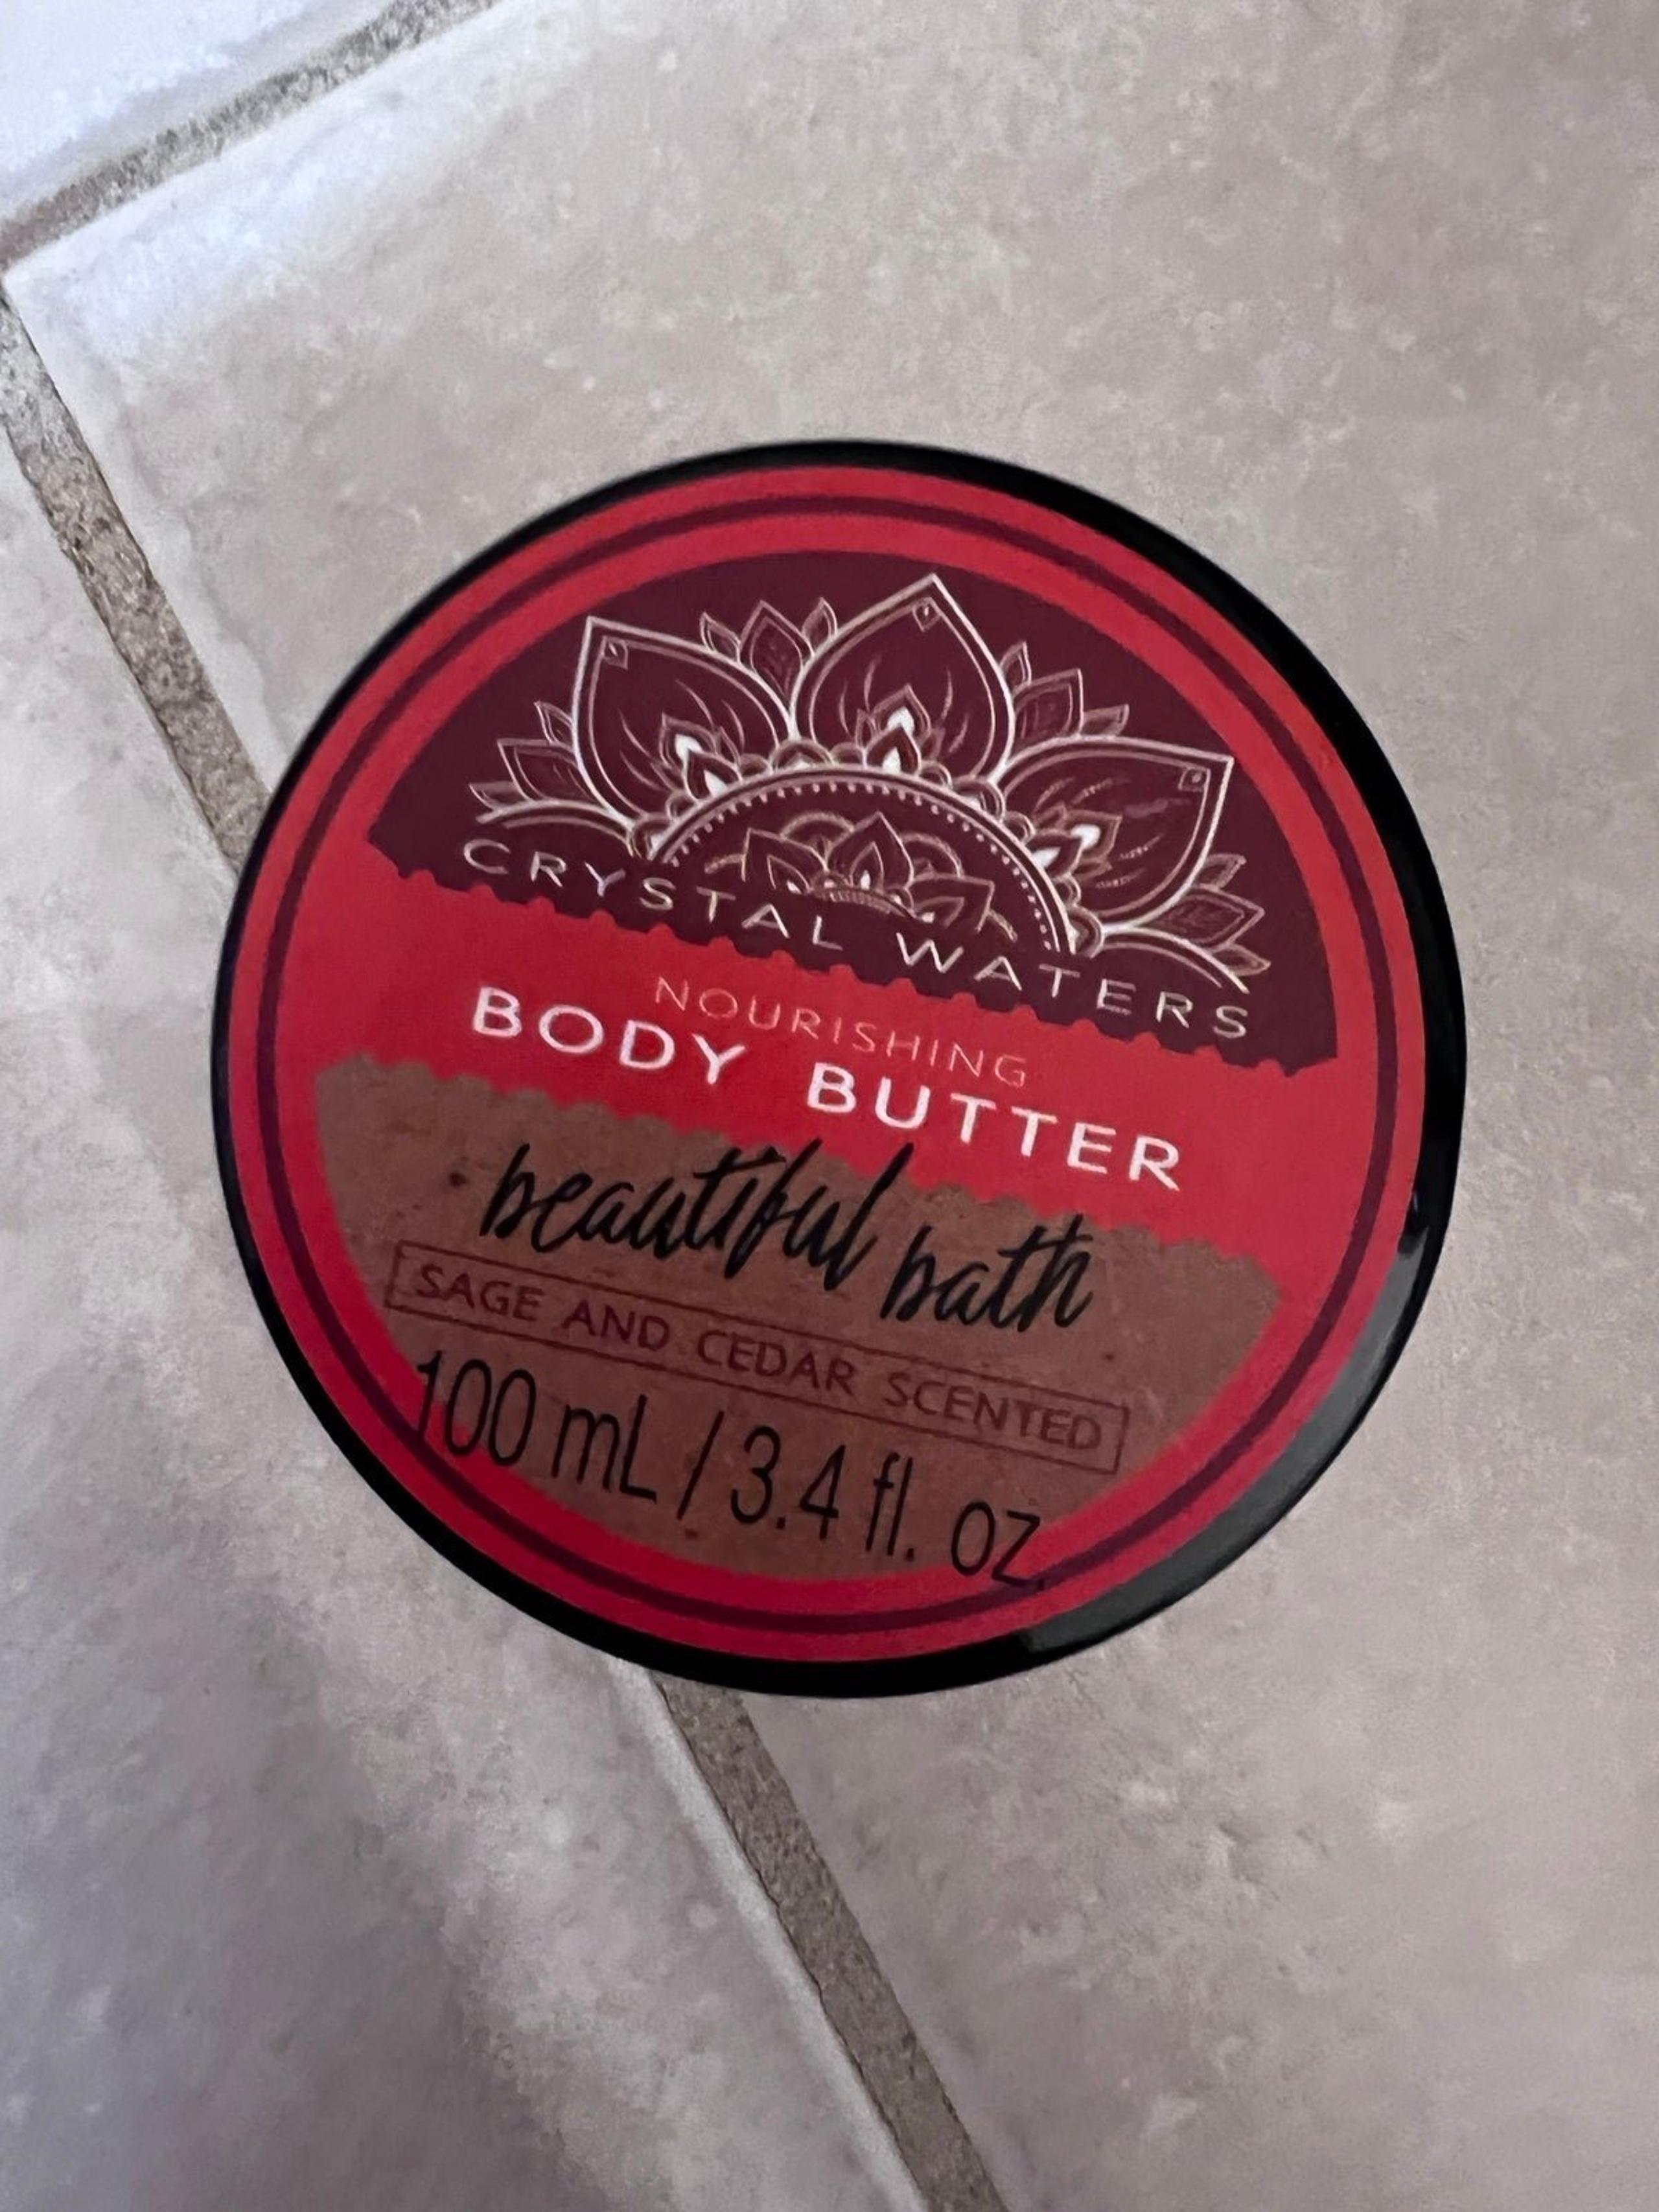 CRYSTAL WATERS
NOURISHING
BODY BUTTER
beautiful bath
SAGE AND CEDAR SCENTED
100 mL / 3.4 fl. oz.